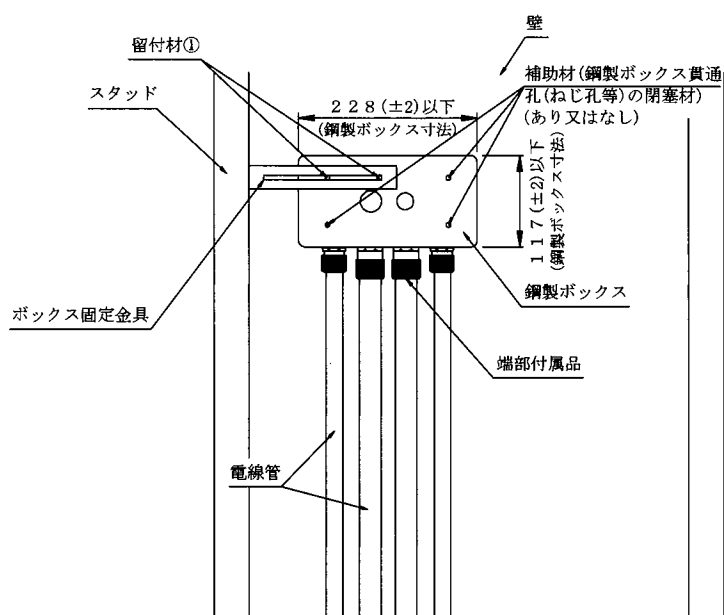 壁
留付材①
補助材(鋼製ボックス貫通
孔(ねじ孔等)の閉塞材)
(あり又はなし)
スタッド
228(±2)以下
(鋼製ボックス寸法)
117(±2)以下
(鋼製ボックス寸法)
鋼製ボックス
ボックス固定金具
端部付属品
電線管